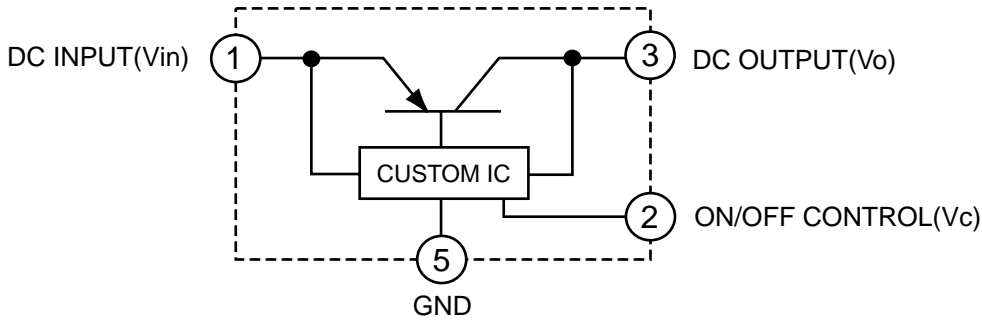 DC INPUT(Vin)
1
3
DC OUTPUT(Vo)
CUSTOM IC
2
ON/OFF CONTROL(Vc)
5
GND